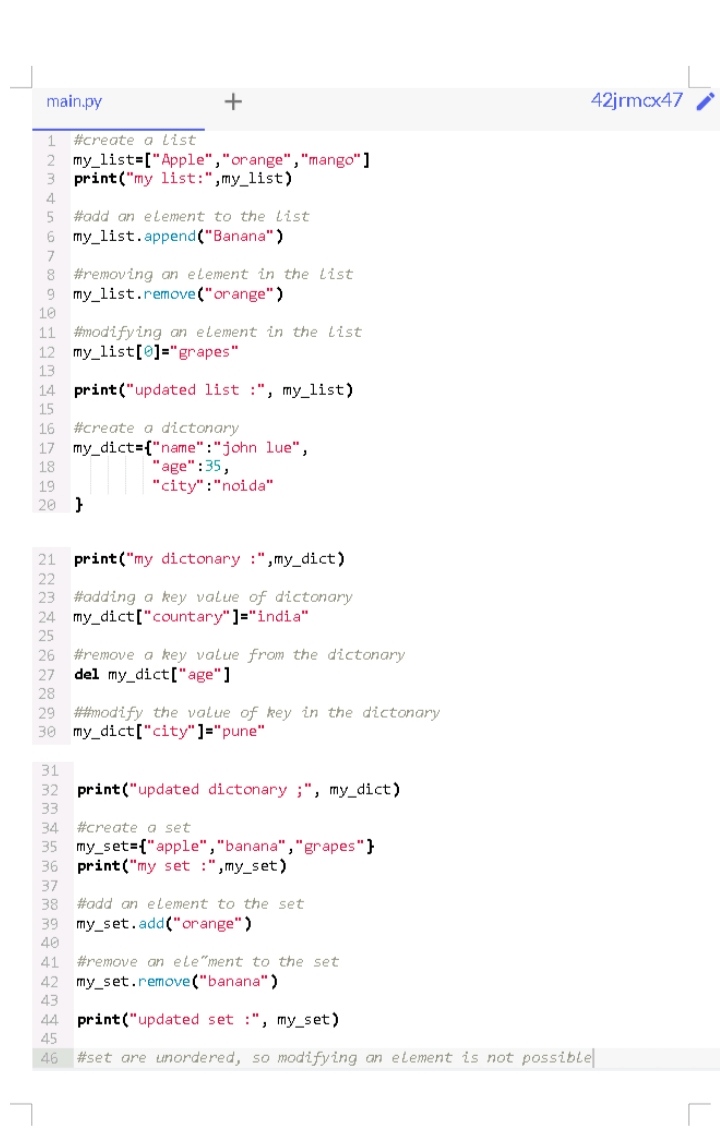 main.py + 42jrmcx47
1 #create a list
2 my_list=["Apple","orange","mango"]
3 print("my list:",my_list)
4
5 #add an element to the list
6 my_list.append("Banana")
7
8 #removing an element in the list
9 my_list.remove("orange")
10
11 #modifying an element in the list
12 my_list[0]="grapes"
13
14 print("updated list :", my_list)
15
16 #create a dictonary
17 my_dict={"name":"john lue",
18 "age":35,
19 "city":"noida"
20 }
21 print("my dictonary :",my_dict)
22
23 #adding a key value of dictonary
24 my_dict["countary"]="india"
25
26 #remove a key value from the dictonary
27 del my_dict["age"]
28
29 ##modify the value of key in the dictonary
30 my_dict["city"]="pune"
31
32 print("updated dictonary ;", my_dict)
33
34 #create a set
35 my_set={"apple","banana","grapes"}
36 print("my set :",my_set)
37
38 #add an element to the set
39 my_set.add("orange")
40
41 #remove an ele˜ment to the set
42 my_set.remove("banana")
43
44 print("updated set :", my_set)
45
46 #set are unordered, so modifying an element is not possible